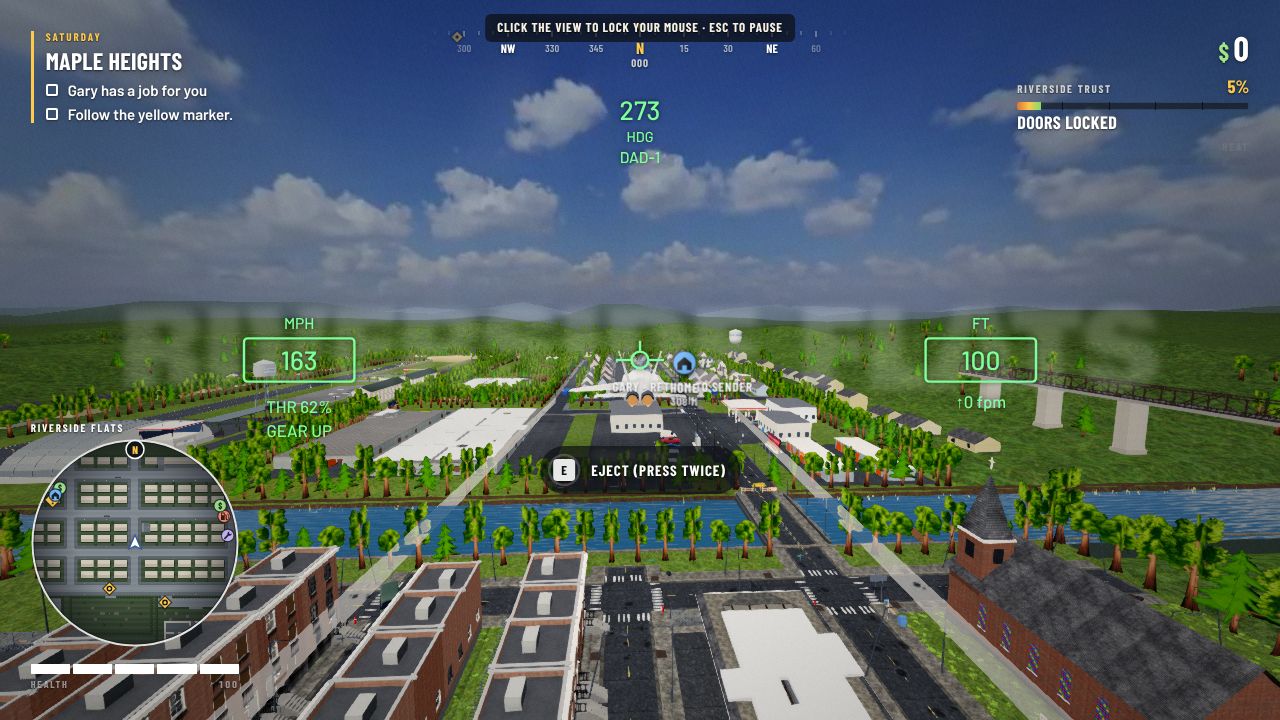 CLICK THE VIEW TO LOCK YOUR MOUSE · ESC TO PAUSE
SATURDAY
MAPLE HEIGHTS
Gary has a job for you
Follow the yellow marker.
300 NW 330 345 N 15 30 NE 60
000
273
HDG
DAD-1
$0
RIVERSIDE TRUST 5%
DOORS LOCKED
HEAT
RIVERSIDE FLATS
MPH
163
THR 62%
GEAR UP
FT
100
↑0 fpm
E EJECT (PRESS TWICE)
RIVERSIDE FLATS
N
HEALTH 100